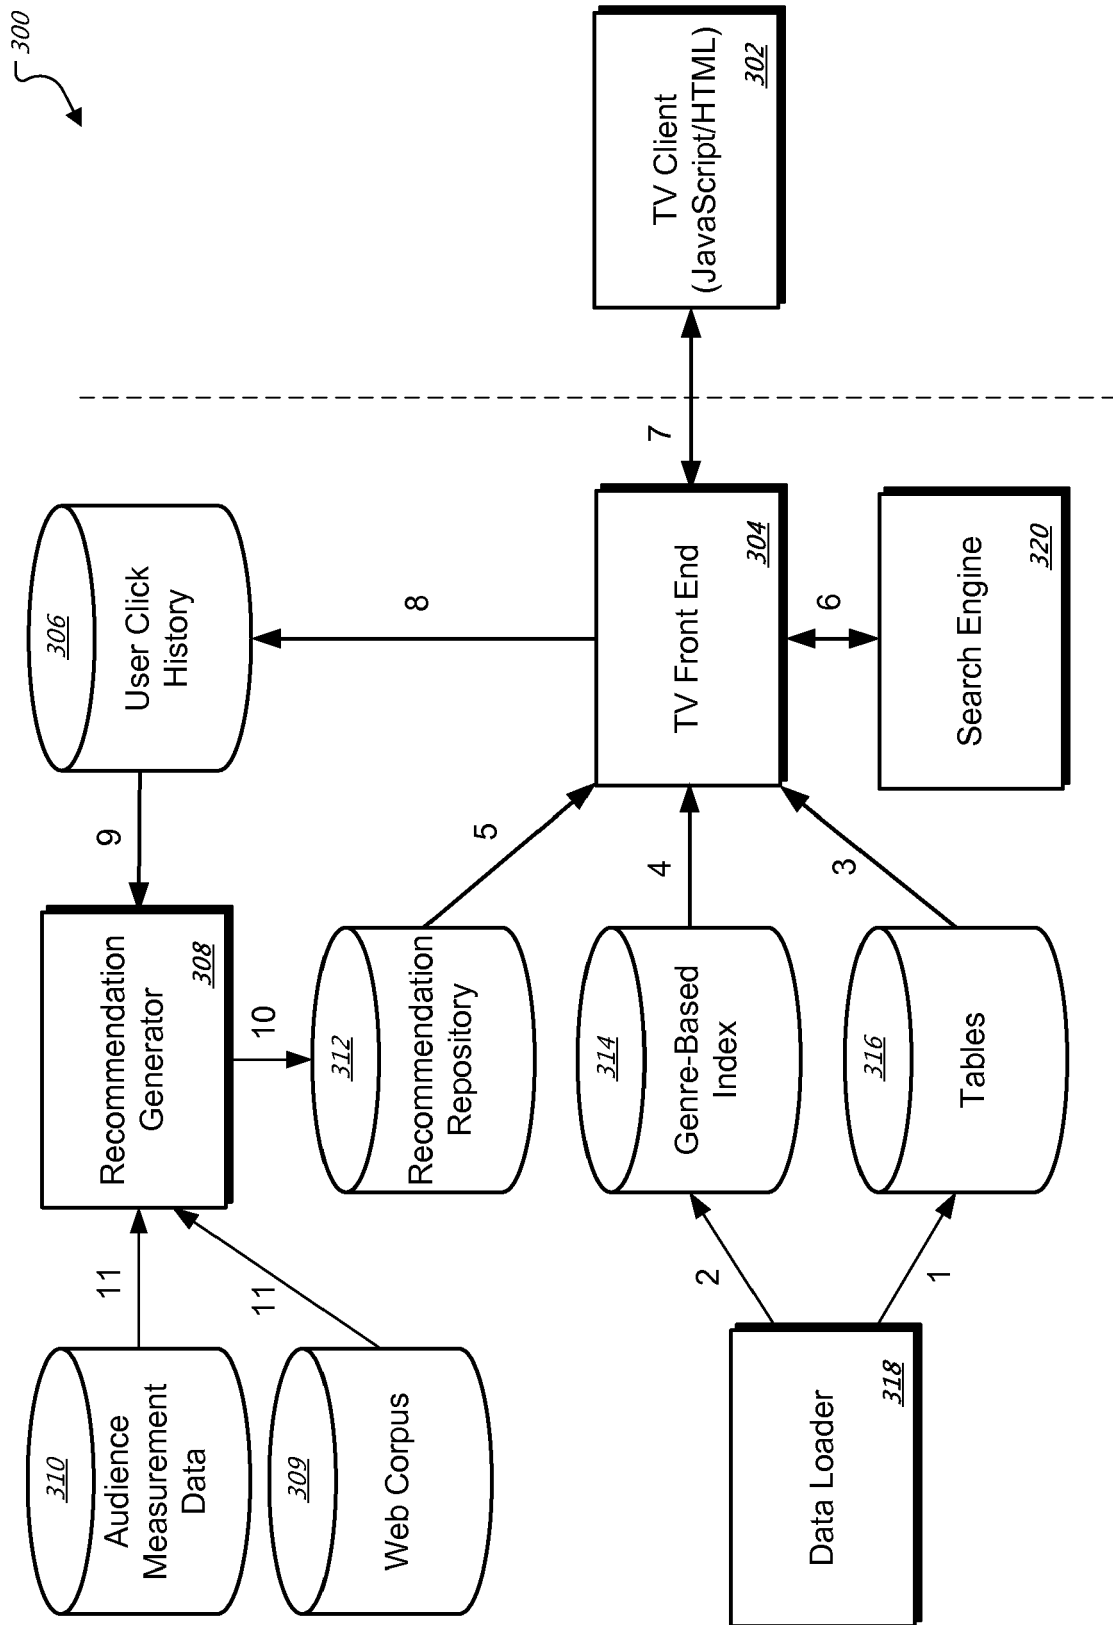 300
310
Audience
Measurement
Data
309
Web Corpus
11
11
Recommendation
Generator
308
9
306
User Click
History
10
312
Recommendation
Repository
5
8
314
Genre-Based
Index
4
TV Front End
304
7
TV Client
(JavaScript/HTML)
302
Data Loader
318
2
1
316
Tables
3
6
Search Engine
320